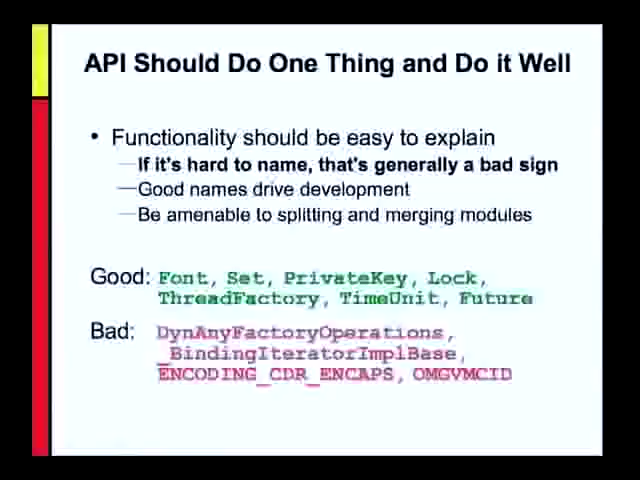 API Should Do One Thing and Do it Well
• Functionality should be easy to explain
—If it's hard to name, that's generally a bad sign
—Good names drive development
—Be amenable to splitting and merging modules
Good: Font, Set, PrivateKey, Lock,
ThreadFactory, TimeUnit, Future
Bad: DynAnyFactoryOperations,
_BindingIteratorImplBase,
ENCODING_CDR_ENCAPS, OMGVMCID